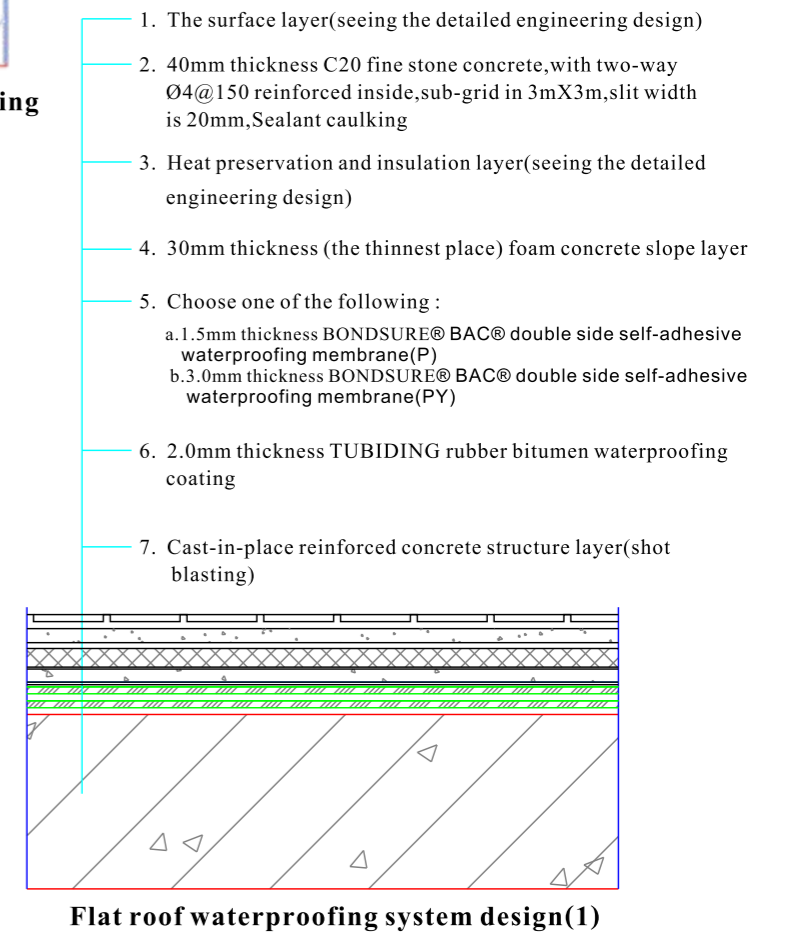 1. The surface layer(seeing the detailed engineering design)
2. 40mm thickness C20 fine stone concrete,with two-way
Ø4@150 reinforced inside,sub-grid in 3mX3m,slit width
is 20mm,Sealant caulking
ing
3. Heat preservation and insulation layer(seeing the detailed
engineering design)
4. 30mm thickness (the thinnest place) foam concrete slope layer
5. Choose one of the following :
a.1.5mm thickness BONDSURE® BAC® double side self-adhesive
waterproofing membrane(P)
b.3.0mm thickness BONDSURE® BAC® double side self-adhesive
waterproofing membrane(PY)
6. 2.0mm thickness TUBIDING rubber bitumen waterproofing
coating
7. Cast-in-place reinforced concrete structure layer(shot
blasting)
Flat roof waterproofing system design(1)